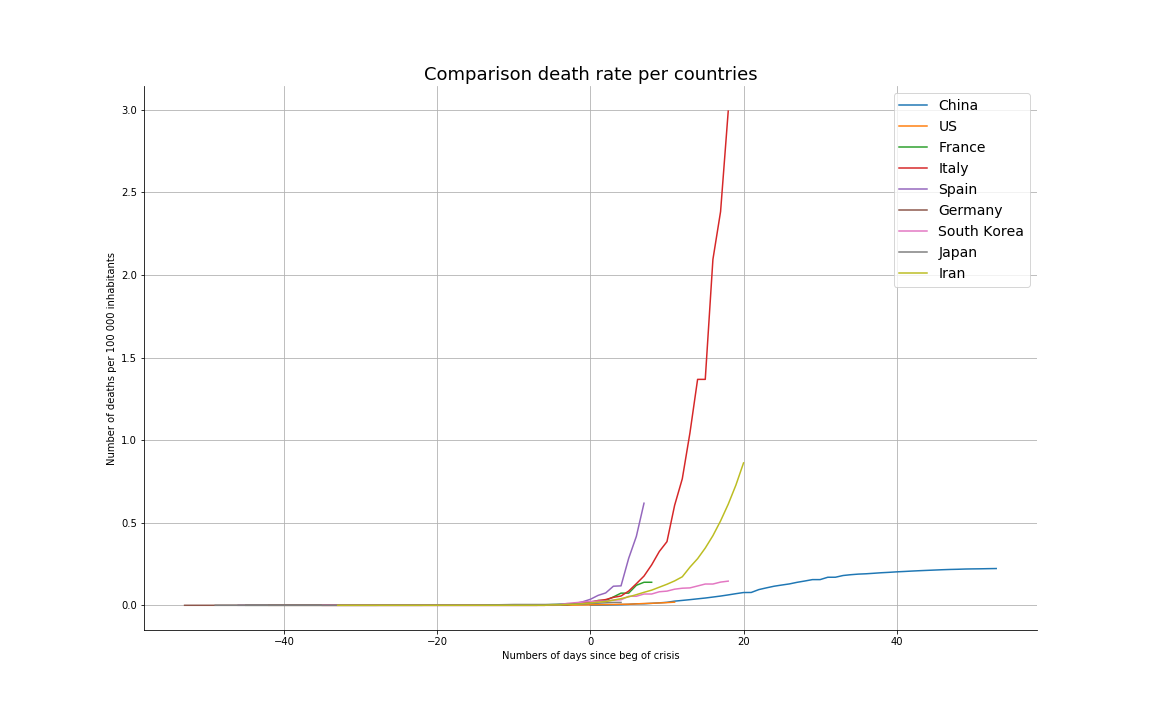 Comparison death rate per countries
China
US
France
Italy
Spain
Germany
South Korea
Japan
Iran
Number of deaths per 100 000 inhabitants
3.0
2.5
2.0
1.5
1.0
0.5
0.0
−40
−20
0
20
40
Numbers of days since beg of crisis